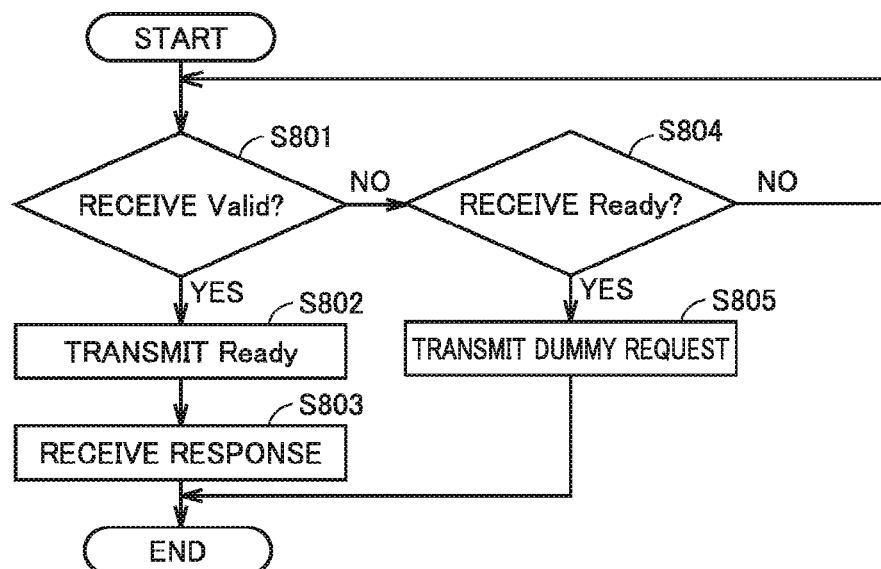 START
S801
S804
RECEIVE Valid?
NO
RECEIVE Ready?
NO
YES
S802
YES
S805
TRANSMIT Ready
TRANSMIT DUMMY REQUEST
S803
RECEIVE RESPONSE
END